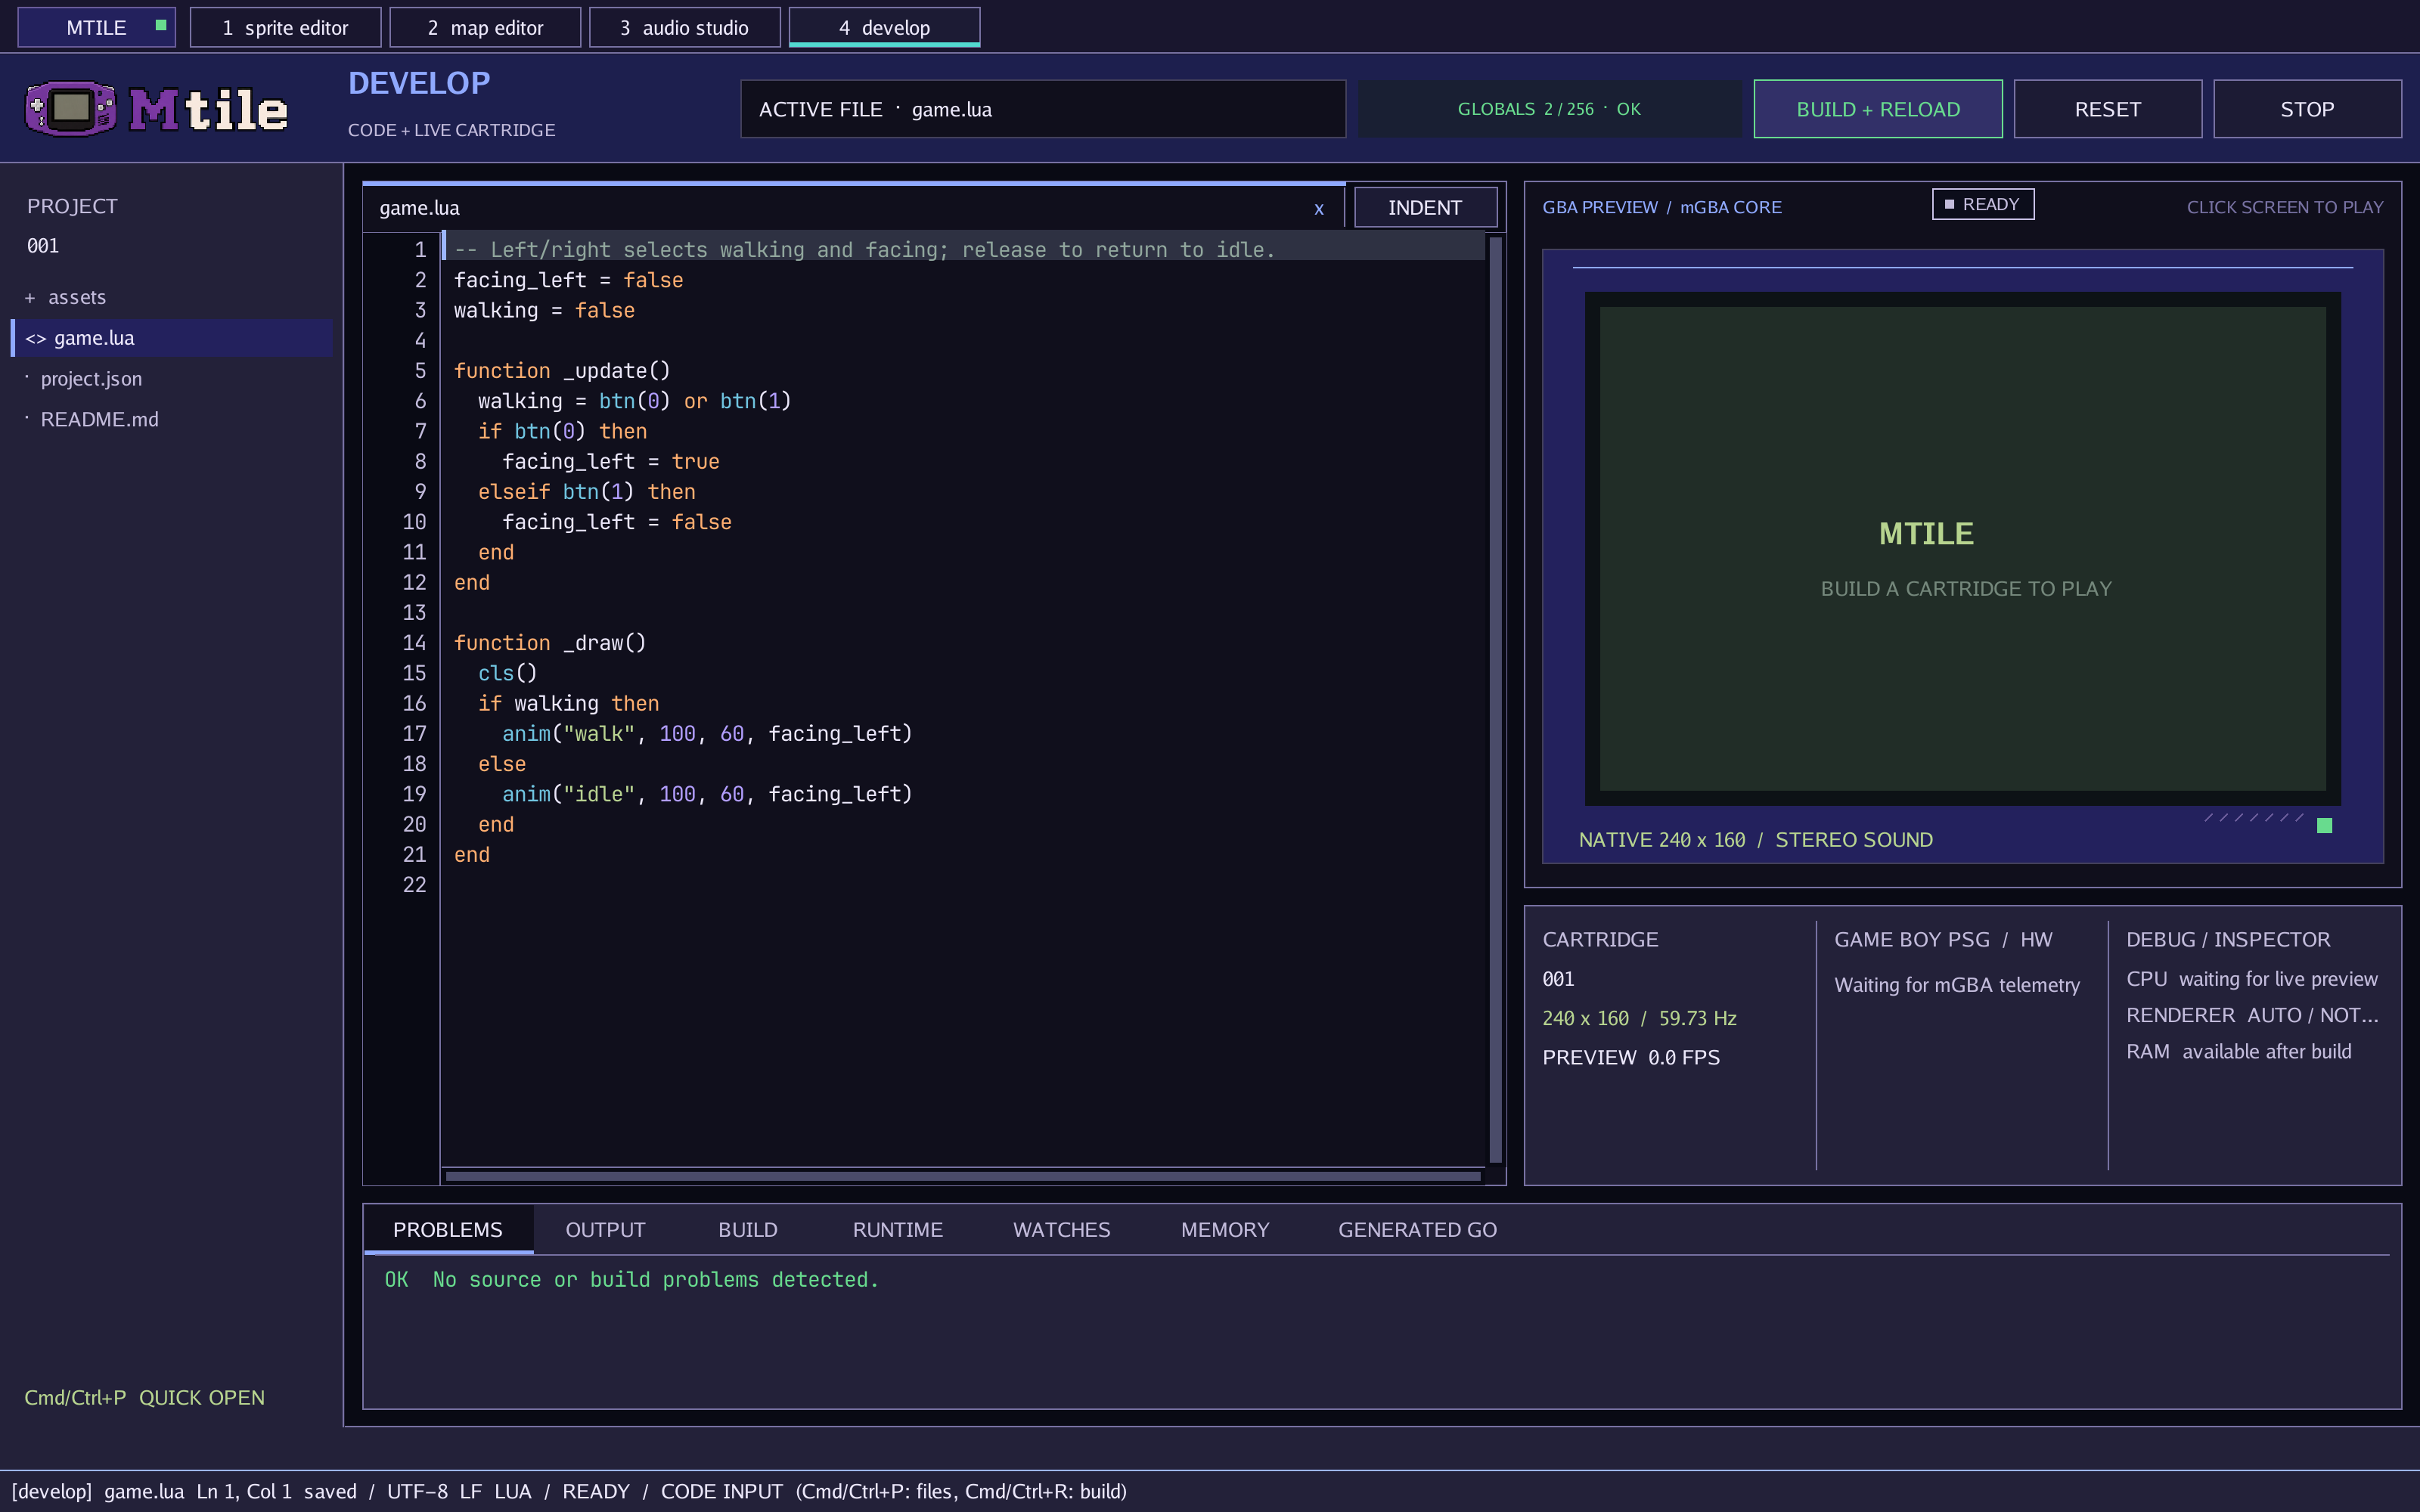 MTILE
1 sprite editor
2 map editor
3 audio studio
4 develop
Mtile
DEVELOP
CODE + LIVE CARTRIDGE
ACTIVE FILE · game.lua
GLOBALS 2 / 256 · OK
BUILD + RELOAD
RESET
STOP
PROJECT
001
+ assets
<> game.lua
· project.json
· README.md
Cmd/Ctrl+P QUICK OPEN
game.lua x
INDENT
1 -- Left/right selects walking and facing; release to return to idle.
2 facing_left = false
3 walking = false
4
5 function _update()
6   walking = btn(0) or btn(1)
7   if btn(0) then
8     facing_left = true
9   elseif btn(1) then
10     facing_left = false
11   end
12 end
13
14 function _draw()
15   cls()
16   if walking then
17     anim("walk", 100, 60, facing_left)
18   else
19     anim("idle", 100, 60, facing_left)
20   end
21 end
22
GBA PREVIEW / mGBA CORE
READY
CLICK SCREEN TO PLAY
MTILE
BUILD A CARTRIDGE TO PLAY
NATIVE 240 x 160 / STEREO SOUND
CARTRIDGE
001
240 x 160 / 59.73 Hz
PREVIEW 0.0 FPS
GAME BOY PSG / HW
Waiting for mGBA telemetry
DEBUG / INSPECTOR
CPU waiting for live preview
RENDERER AUTO / NOT...
RAM available after build
PROBLEMS
OUTPUT
BUILD
RUNTIME
WATCHES
MEMORY
GENERATED GO
OK No source or build problems detected.
[develop] game.lua Ln 1, Col 1 saved / UTF-8 LF LUA / READY / CODE INPUT (Cmd/Ctrl+P: files, Cmd/Ctrl+R: build)